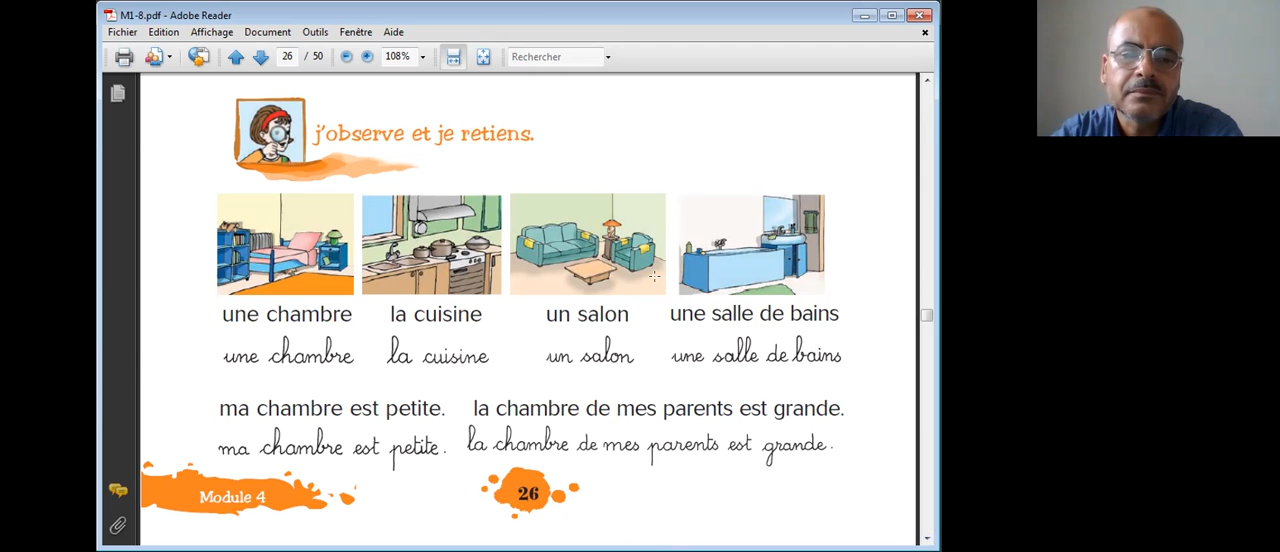 M1-8.pdf - Adobe Reader
Fichier Edition Affichage Document Outils Fenêtre Aide
26 / 50 108% Rechercher
j'observe et je retiens.
une chambre la cuisine un salon une salle de bains
une chambre la cuisine un salon une salle de bains
ma chambre est petite. la chambre de mes parents est grande.
ma chambre est petite. la chambre de mes parents est grande.
Module 4 26